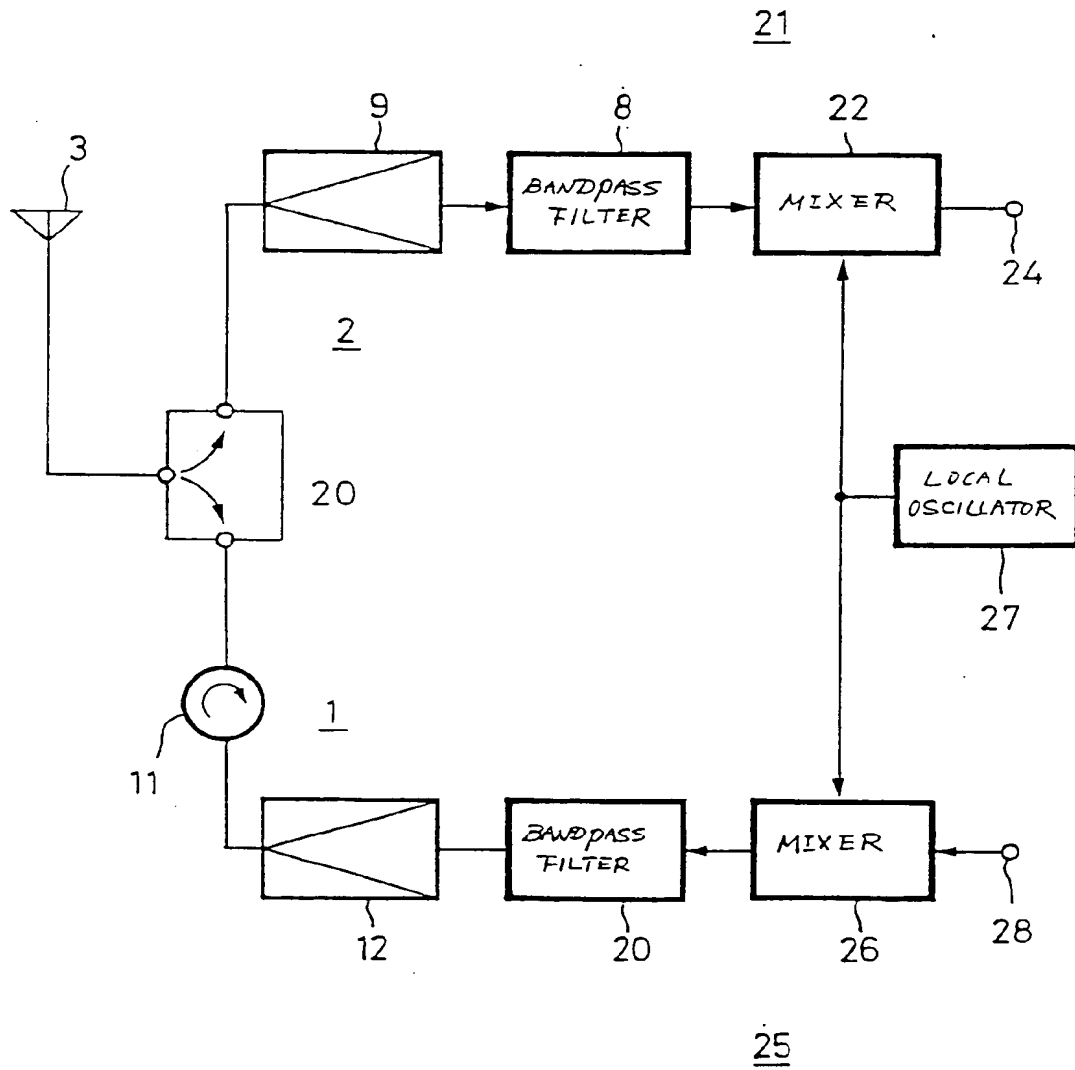 21
9
8
22
3
BANDPASS
FILTER
MIXER
24
2
20
LOCAL
OSCILLATOR
27
1
11
BANDPASS
FILTER
MIXER
12
20
26
28
25